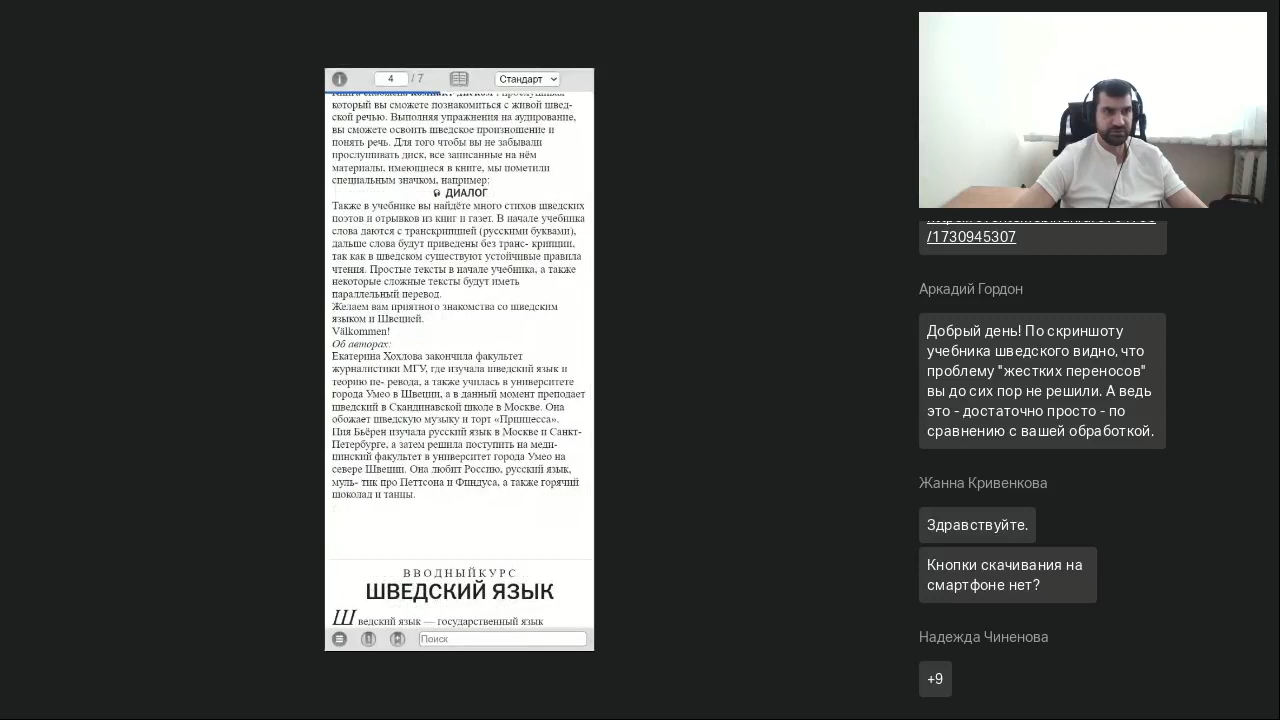 4 / 7
Стандарт
который вы сможете познакомиться с живой швед-
ской речью. Выполняя упражнения на аудирование,
вы сможете освоить шведское произношение и
понять речь. Для того чтобы вы не забывали
прослушивать диск, все записанные на нём
материалы, имеющиеся в книге, мы пометили
специальным значком, например:
ДИАЛОГ
Также в учебнике вы найдёте много стихов шведских
поэтов и отрывков из книг и газет. В начале учебника
слова даются с транскрипцией (русскими буквами),
дальше слова будут приведены без транс- крипции,
так как в шведском существуют устойчивые правила
чтения. Простые тексты в начале учебника, а также
некоторые сложные тексты будут иметь
параллельный перевод.
Желаем вам приятного знакомства со шведским
языком и Швецией.
Välkommen!
Об авторах:
Екатерина Хохлова закончила факультет
журналистики МГУ, где изучала шведский язык и
теорию пе- ревода, а также училась в университете
города Умео в Швеции, а в данный момент преподает
шведский в Скандинавской школе в Москве. Она
обожает шведскую музыку и торт «Принцесса».
Пия Бьёрен изучала русский язык в Москве и Санкт-
Петербурге, а затем решила поступить на меди-
цинский факультет в университет города Умео на
севере Швеции. Она любит Россию, русский язык,
муль- тик про Петтсона и Финдуса, а также горячий
шоколад и танцы.
ВВОДНЫЙ КУРС
ШВЕДСКИЙ ЯЗЫК
Шведский язык — государственный язык
Поиск
/1730945307
Аркадий Гордон
Добрый день! По скриншоту
учебника шведского видно, что
проблему "жестких переносов"
вы до сих пор не решили. А ведь
это - достаточно просто - по
сравнению с вашей обработкой.
Жанна Кривенкова
Здравствуйте.
Кнопки скачивания на
смартфоне нет?
Надежда Чиненова
+9